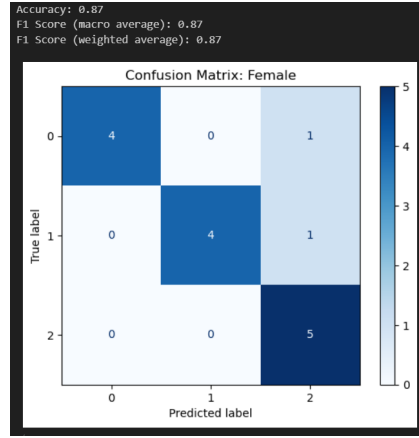 Accuracy: 0.87
F1 Score (macro average): 0.87
F1 Score (weighted average): 0.87
Confusion Matrix: Female
5
0 4 0 1
4
3
True label
1 0 4 1
2
1
2 0 0 5
0
0 1 2
Predicted label